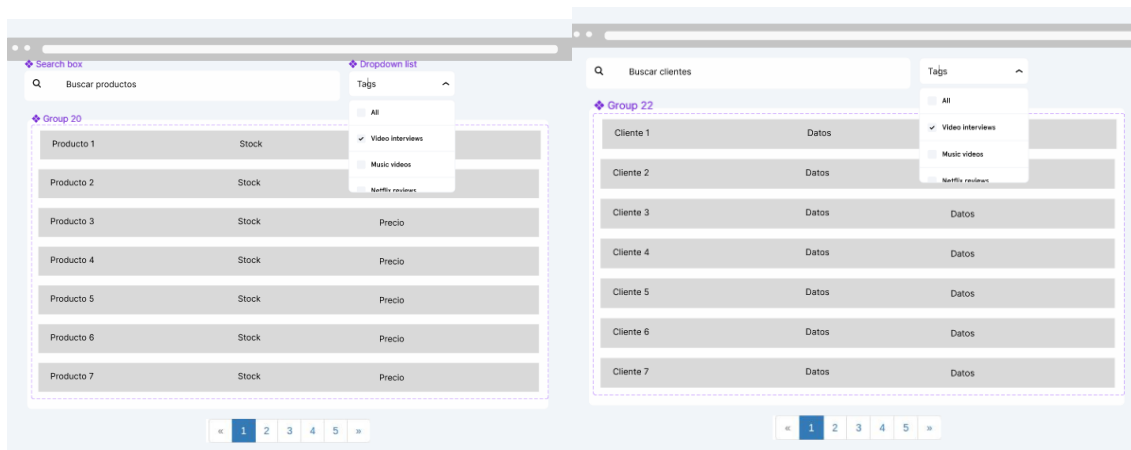 Search box
Dropdown list
Buscar productos
Tags
All
Group 20
Video interviews
Producto 1 Stock
Music videos
Producto 2 Stock
Netflix reviews
Producto 3 Stock Precio
Producto 4 Stock Precio
Producto 5 Stock Precio
Producto 6 Stock Precio
Producto 7 Stock Precio
« 1 2 3 4 5 »
Buscar clientes
Tags
All
Group 22
Video interviews
Cliente 1 Datos
Music videos
Cliente 2 Datos
Netflix reviews
Cliente 3 Datos Datos
Cliente 4 Datos Datos
Cliente 5 Datos Datos
Cliente 6 Datos Datos
Cliente 7 Datos Datos
« 1 2 3 4 5 »